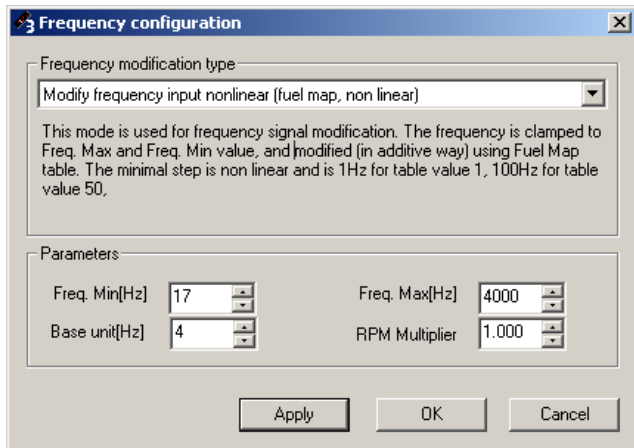 Frequency configuration
Frequency modification type
Modify frequency input nonlinear (fuel map, non linear)
This mode is used for frequency signal modification. The frequency is clamped to
Freq. Max and Freq. Min value, and modified (in additive way) using Fuel Map
table. The minimal step is non linear and is 1Hz for table value 1, 100Hz for table
value 50,
Parameters
Freq. Min[Hz] 17 Freq. Max[Hz] 4000
Base unit[Hz] 4 RPM Multiplier 1.000
Apply OK Cancel